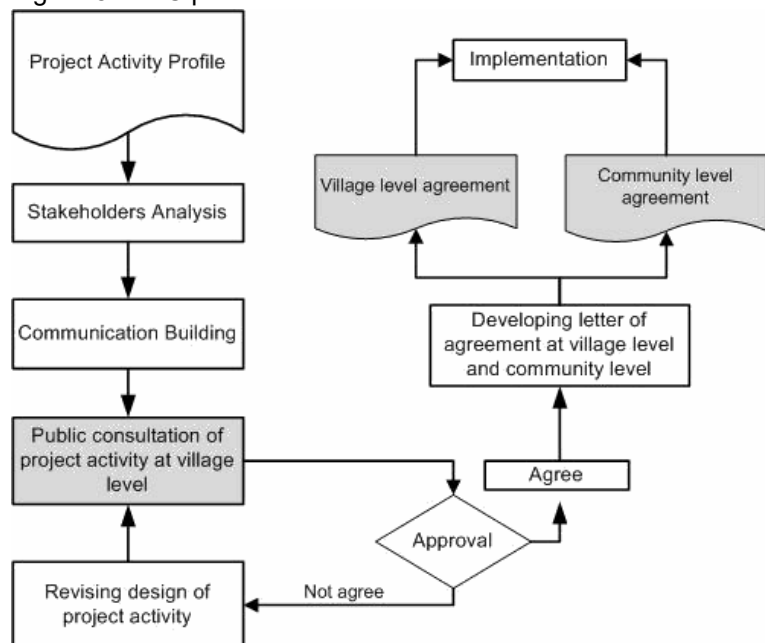 Project Activity Profile
Stakeholders Analysis
Communication Building
Public consultation of
project activity at village
level
Revising design of
project activity
Not agree
Approval
Agree
Developing letter of
agreement at village level
and community level
Village level agreement
Community level
agreement
Implementation